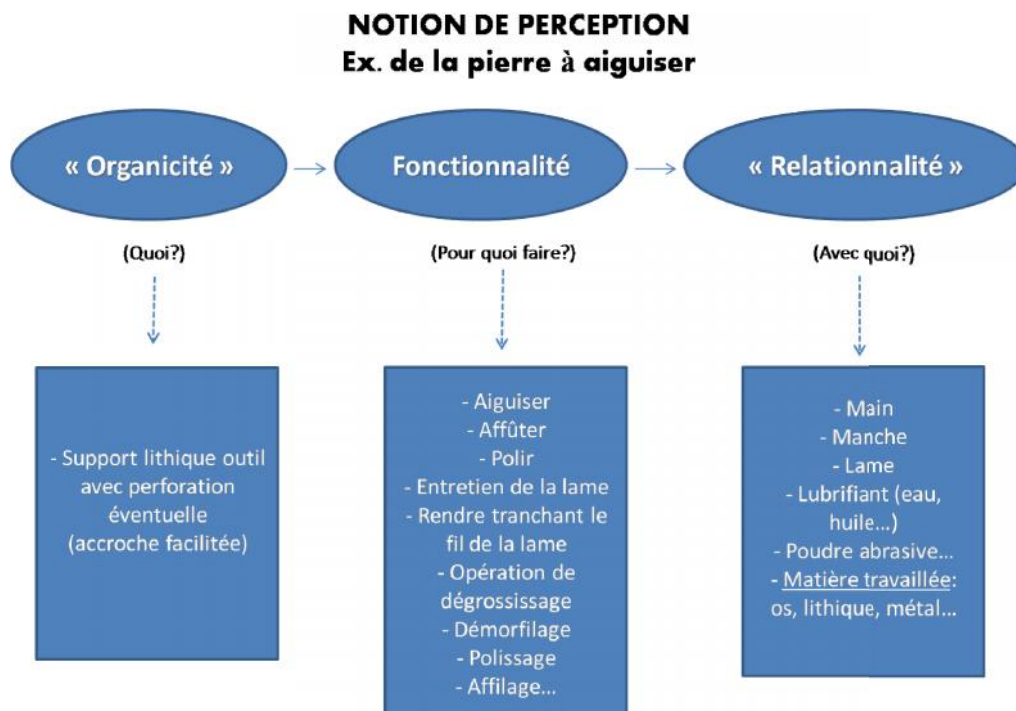 NOTION DE PERCEPTION
Ex. de la pierre à aiguiser
« Organicité »
Fonctionnalité
« Relationnalité »
(Quoi?)
(Pour quoi faire?)
(Avec quoi?)
- Support lithique outil
avec perforation
éventuelle
(accroche facilitée)
- Aiguiser
- Affûter
- Polir
- Entretien de la lame
- Rendre tranchant le
fil de la lame
- Opération de
dégrossissage
- Démorfilage
- Polissage
- Affilage...
- Main
- Manche
- Lame
- Lubrifiant (eau,
huile...)
- Poudre abrasive...
- Matière travaillée:
os, lithique, métal...